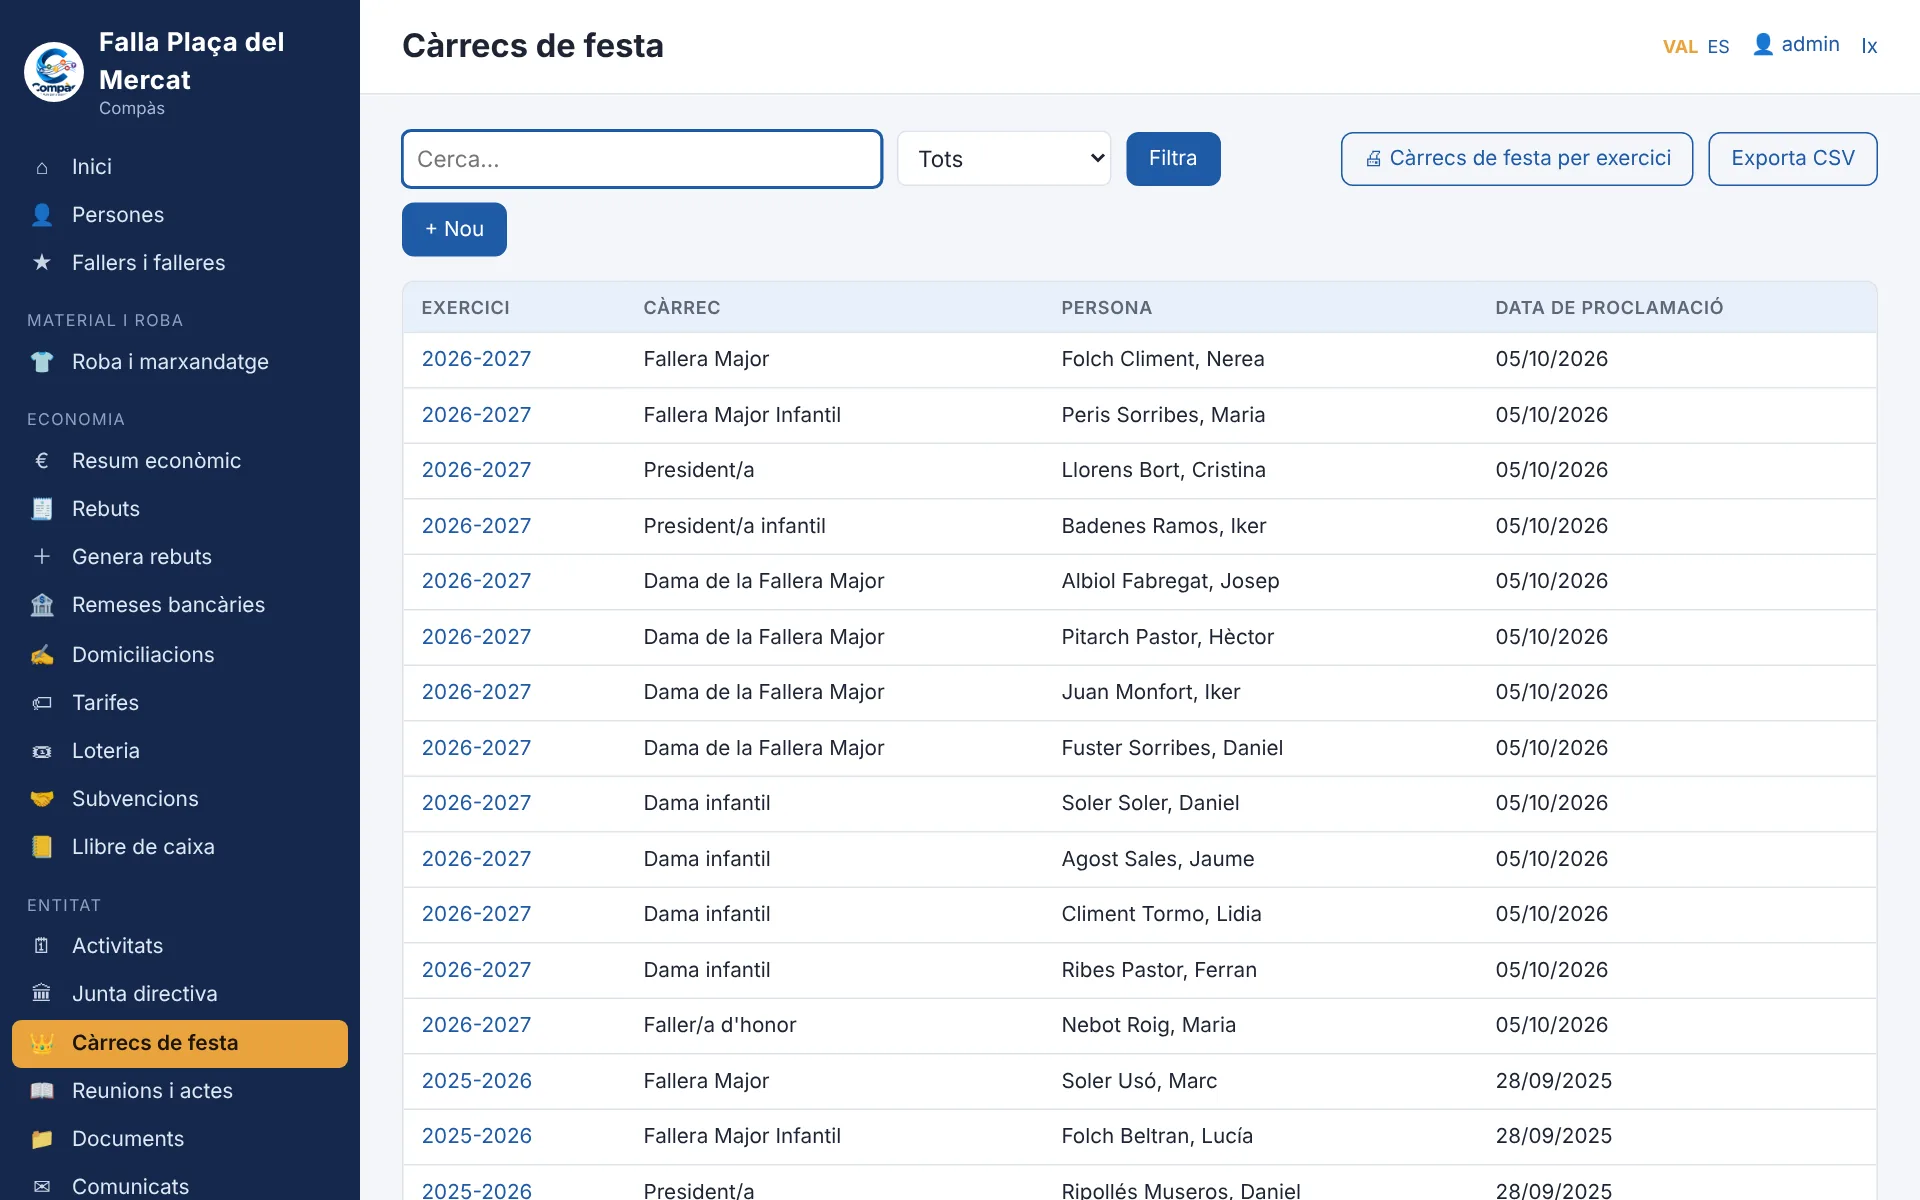 Falla Plaça del
Mercat
Compàs
Compàs
Inici
Persones
Fallers i falleres
MATERIAL I ROBA
Roba i marxandatge
ECONOMIA
€ Resum econòmic
Rebuts
Genera rebuts
Remeses bancàries
Domiciliacions
Tarifes
Loteria
Subvencions
Llibre de caixa
ENTITAT
Activitats
Junta directiva
Càrrecs de festa
Reunions i actes
Documents
Comunicats
Càrrecs de festa
VAL ES admin Ix
Cerca... Tots Filtra Càrrecs de festa per exercici Exporta CSV
+ Nou
EXERCICI CÀRREC PERSONA DATA DE PROCLAMACIÓ
2026-2027 Fallera Major Folch Climent, Nerea 05/10/2026
2026-2027 Fallera Major Infantil Peris Sorribes, Maria 05/10/2026
2026-2027 President/a Llorens Bort, Cristina 05/10/2026
2026-2027 President/a infantil Badenes Ramos, Iker 05/10/2026
2026-2027 Dama de la Fallera Major Albiol Fabregat, Josep 05/10/2026
2026-2027 Dama de la Fallera Major Pitarch Pastor, Hèctor 05/10/2026
2026-2027 Dama de la Fallera Major Juan Monfort, Iker 05/10/2026
2026-2027 Dama de la Fallera Major Fuster Sorribes, Daniel 05/10/2026
2026-2027 Dama infantil Soler Soler, Daniel 05/10/2026
2026-2027 Dama infantil Agost Sales, Jaume 05/10/2026
2026-2027 Dama infantil Climent Tormo, Lidia 05/10/2026
2026-2027 Dama infantil Ribes Pastor, Ferran 05/10/2026
2026-2027 Faller/a d'honor Nebot Roig, Maria 05/10/2026
2025-2026 Fallera Major Soler Usó, Marc 28/09/2025
2025-2026 Fallera Major Infantil Folch Beltran, Lucía 28/09/2025
2025-2026 President/a Ripollés Museros, Daniel 28/09/2025